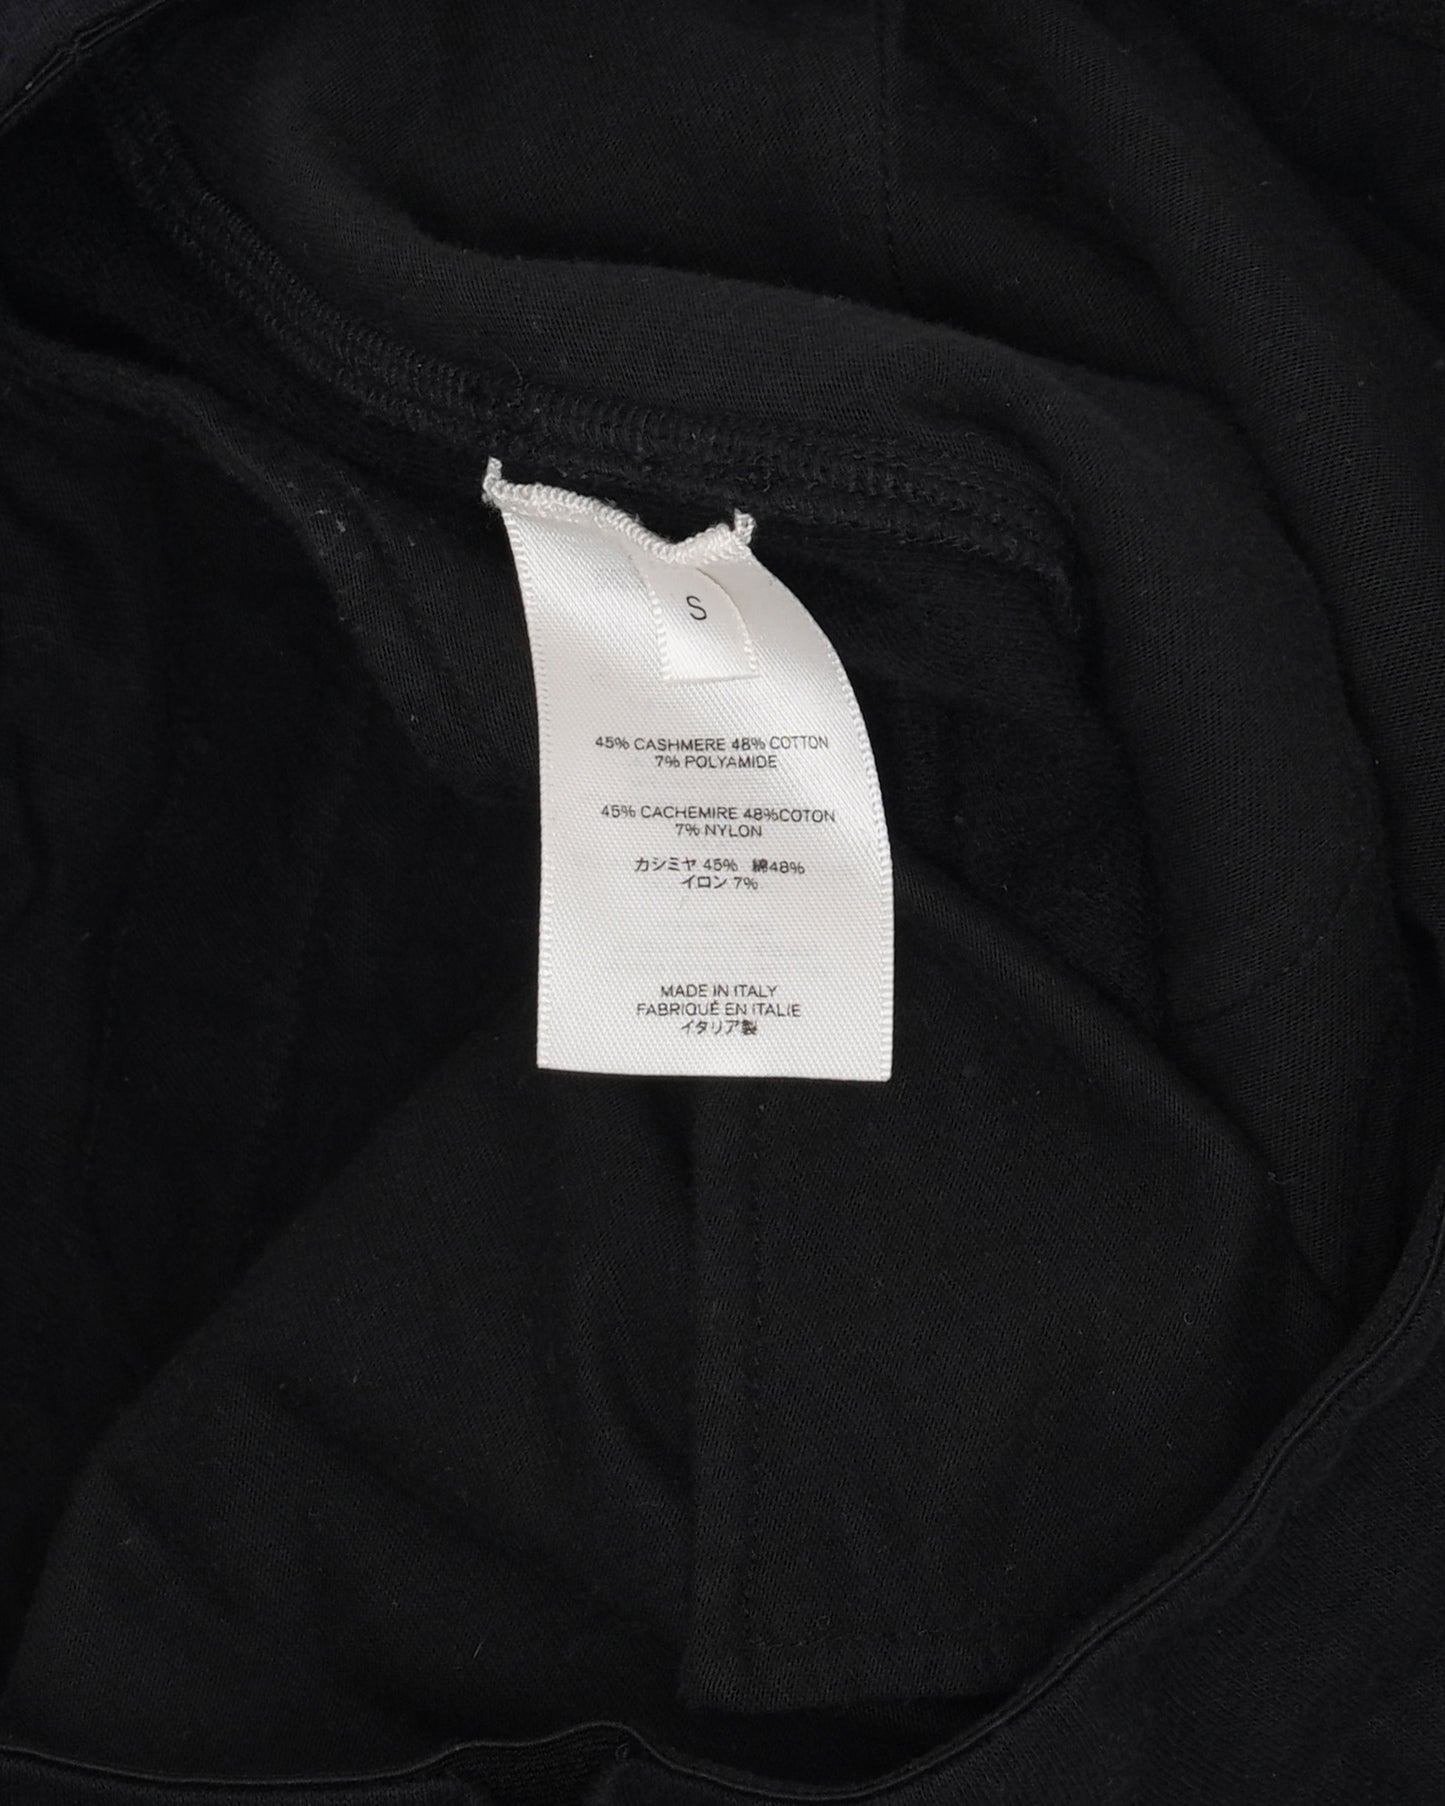 S
45% CASHMERE 48% COTTON
7% POLYAMIDE
45% CACHEMIRE 48%COTON
7% NYLON
カシミヤ 45% 綿48%
イロン 7%
MADE IN ITALY
FABRIQUÉ EN ITALIE
イタリア製